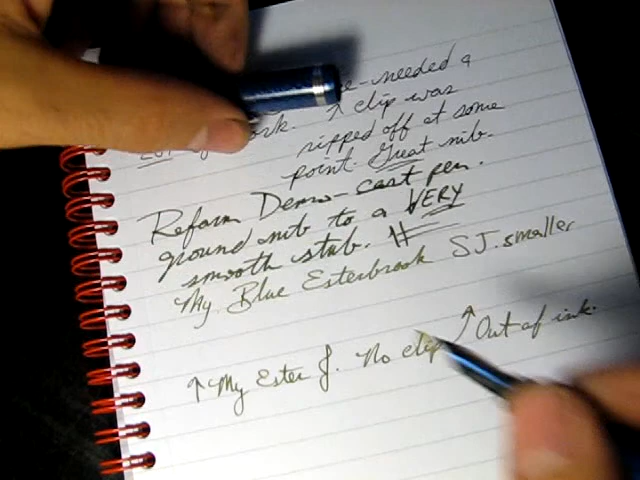 e-needed a
ork. ↑ clip was
ripped off at some
point. Great nib.
Reform Demo-cast pen.
ground nib to a VERY
smooth stub.
My Blue Esterbrook SJ. smaller
↑ Out of ink.
↑ My Ester J. No clip